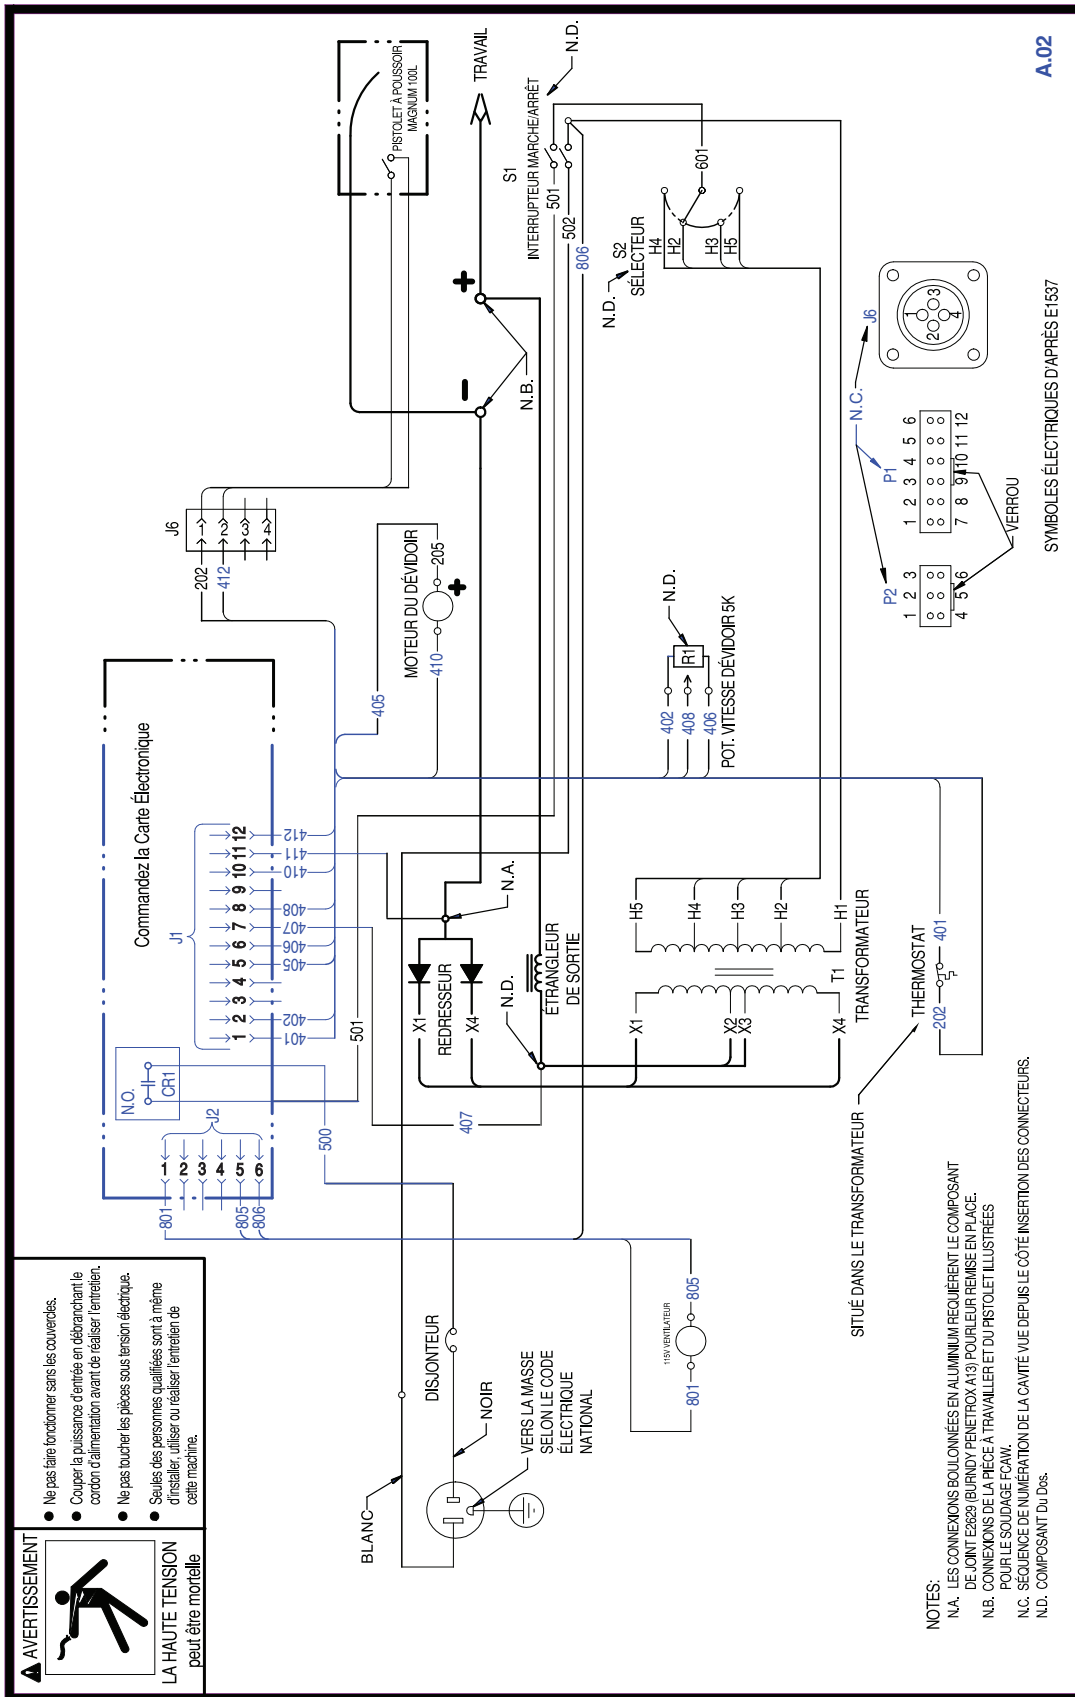 AVERTISSEMENT
LA HAUTE TENSION
peut être mortelle
Ne pas faire fonctionner sans les couvercles.
Couper la puissance d'entrée en débranchant le
cordon d'alimentation avant de réaliser l'entretien.
Ne pas toucher les pièces sous tension électrique.
Seules des personnes qualifiées sont à même
d'installer, utiliser ou réaliser l'entretien de
cette machine.
Commandez la Carte Électronique
N.O.
CR1
J2
1 2 3 4 5 6
801
805
806
J1
1 2 3 4 5 6 7 8 9 10 11 12
401
402
405
406
407
408
410
411
412
500
501
J6
1 2 3 4
202
412
PISTOLET À POUSSOIR
MAGNUM 100L
405
MOTEUR DU DÉVIDOIR
410
205
+
TRAVAIL
-
+
N.B.
BLANC
DISJONTEUR
NOIR
VERS LA MASSE
SELON LE CODE
ÉLECTRIQUE
NATIONAL
407
X1
X4
REDRESSEUR
N.A.
N.D.
ÉTRANGLEUR
DE SORTIE
S1
INTERRUPTEUR MARCHE/ARRÊT
N.D.
501
502
806
N.D.
S2
SÉLECTEUR
H4
H2
H3
H5
601
115V VENTILATEUR
801
805
X1
X2
X3
X4
H5
H4
H3
H2
H1
T1
TRANSFORMATEUR
402
408
406
R1
N.D.
POT. VITESSE DÉVIDOIR 5K
THERMOSTAT
202
401
SITUÉ DANS LE TRANSFORMATEUR
N.C.
P2
1 2 3
4 5 6
P1
1 2 3 4 5 6
7 8 9 10 11 12
J6
1
3
2
4
VERROU
SYMBOLES ÉLECTRIQUES D'APRÈS E1537
NOTES:
N.A. LES CONNEXIONS BOULONNÉES EN ALUMINIUM REQUIÈRENT LE COMPOSANT
DE JOINT E2629 (BURNDY PENETROX A13) POUR LEUR REMISE EN PLACE.
N.B. CONNEXIONS DE LA PIÈCE À TRAVAILLER ET DU PISTOLET ILLUSTRÉES
POUR LE SOUDAGE FCAW.
N.C. SÉQUENCE DE NUMÉRATION DE LA CAVITÉ VUE DEPUIS LE CÔTÉ INSERTION DES CONNECTEURS.
N.D. COMPOSANT Du Dos.
A.02